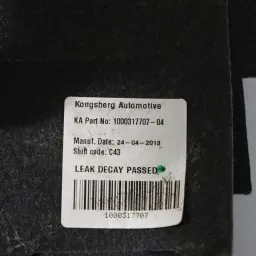 Kongsberg Automotive
KA Part No: 1000317707-04
Manuf. Date: 24-04-2013
Shift code: C43
LEAK DECAY PASSED
1000317707